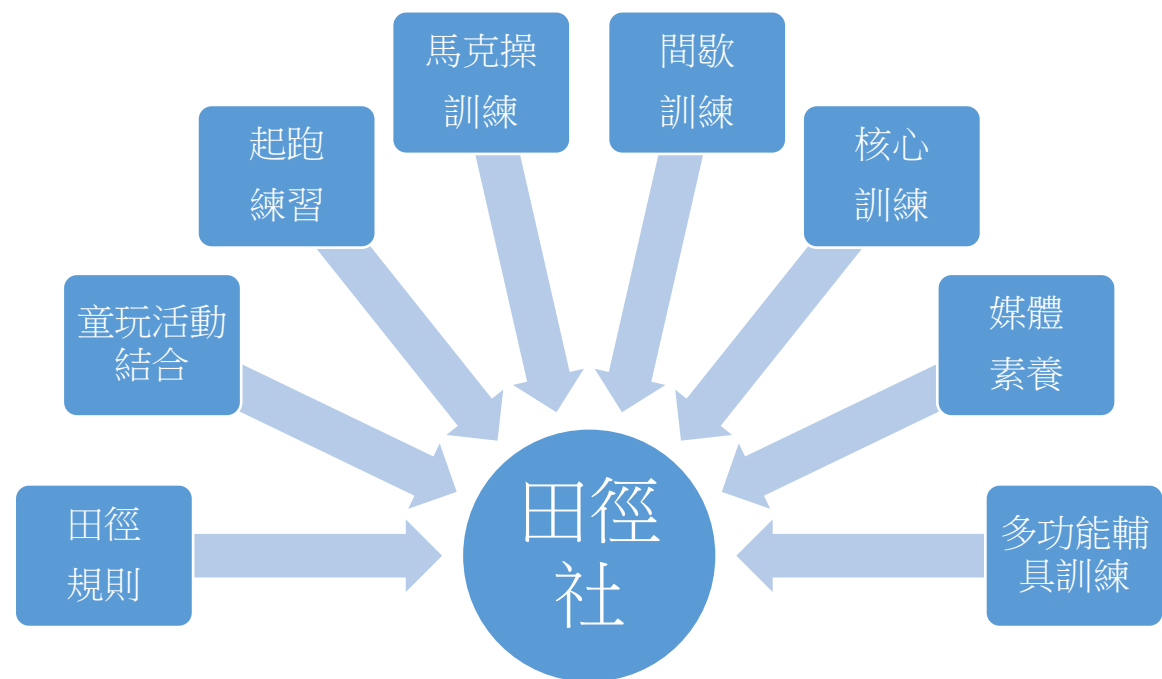 馬克操
訓練
間歇
訓練
起跑
練習
核心
訓練
童玩活動
結合
媒體
素養
田徑
規則
田徑
社
多功能輔
具訓練